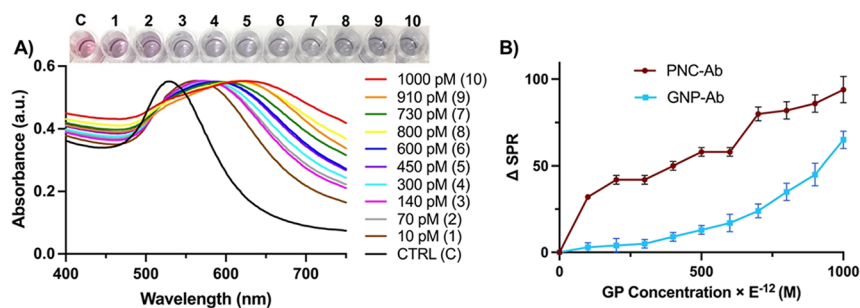 C 1 2 3 4 5 6 7 8 9 10
A)
0.6
0.4
0.2
0.0
Absorbance (a.u.)
400 500 600 700
Wavelength (nm)
1000 pM (10)
910 pM (9)
730 pM (7)
800 pM (8)
600 pM (6)
450 pM (5)
300 pM (4)
140 pM (3)
70 pM (2)
10 pM (1)
CTRL (C)
B)
PNC-Ab
GNP-Ab
100
50
0
Δ SPR
0 500 1000
GP Concentration × E⁻¹² (M)